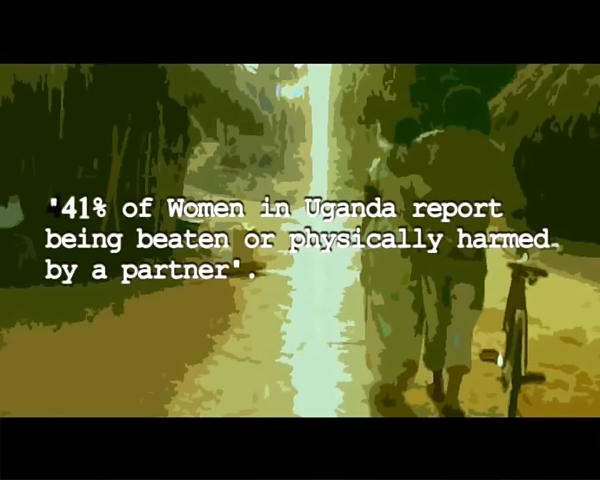 '41% of Women in Uganda report
being beaten or physically harmed
by a partner'.